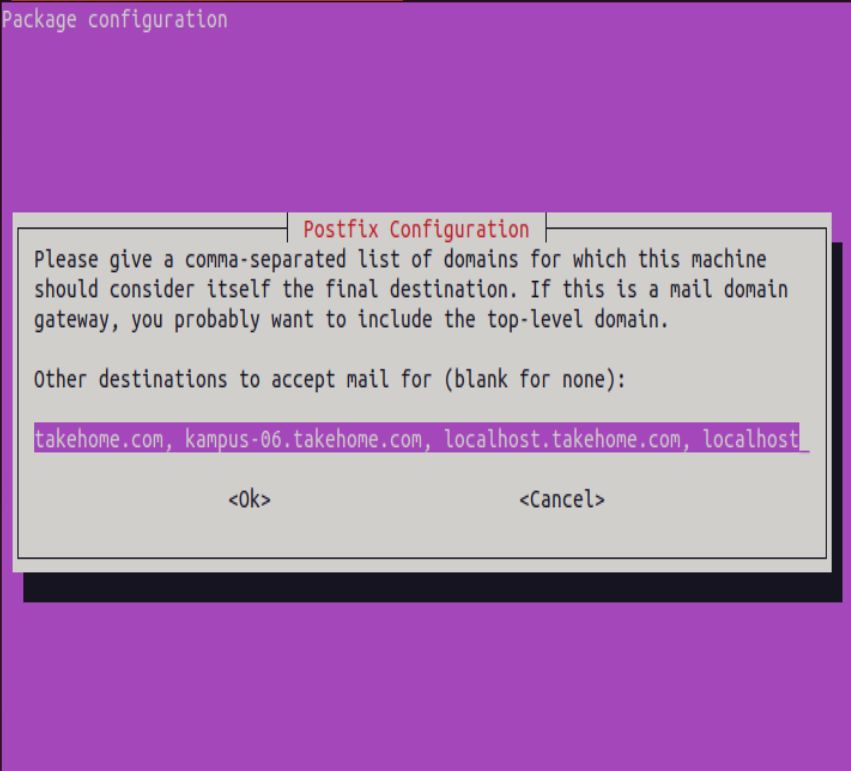 Package configuration
Postfix Configuration
Please give a comma-separated list of domains for which this machine
should consider itself the final destination. If this is a mail domain
gateway, you probably want to include the top-level domain.
Other destinations to accept mail for (blank for none):
takehome.com, kampus-06.takehome.com, localhost.takehome.com, localhost_
<Ok> <Cancel>